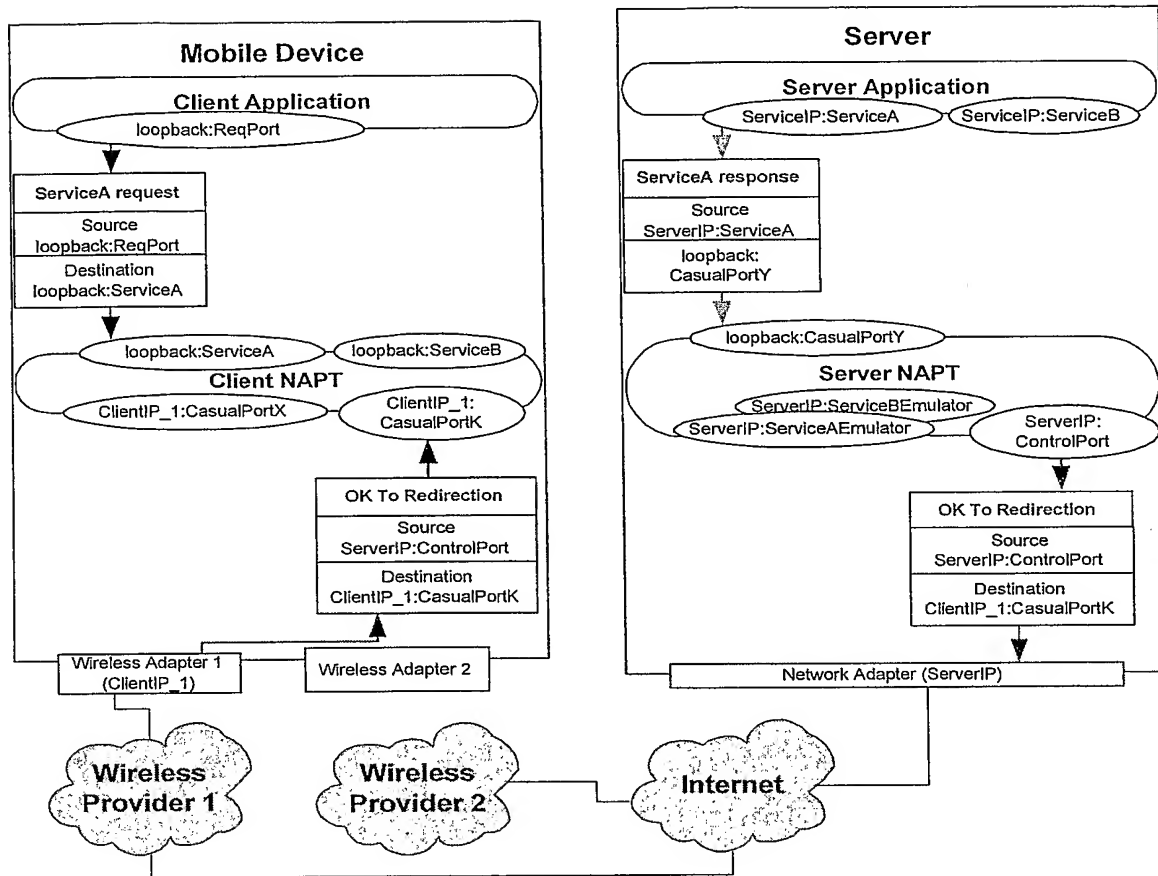 Mobile Device
Client Application
loopback:ReqPort
ServiceA request
Source
loopback:ReqPort
Destination
loopback:ServiceA
loopback:ServiceA
loopback:ServiceB
Client NAPT
ClientIP_1:CasualPortX
ClientIP_1:
CasualPortK
OK To Redirection
Source
ServerIP:ControlPort
Destination
ClientIP_1:CasualPortK
Wireless Adapter 1
(ClientIP_1)
Wireless Adapter 2
Wireless
Provider 1
Wireless
Provider 2
Internet
Server
Server Application
ServiceIP:ServiceA
ServiceIP:ServiceB
ServiceA response
Source
ServerIP:ServiceA
loopback:
CasualPortY
loopback:CasualPortY
Server NAPT
ServerIP:ServiceBEmulator
ServerIP:ServiceAEmulator
ServerIP:
ControlPort
OK To Redirection
Source
ServerIP:ControlPort
Destination
ClientIP_1:CasualPortK
Network Adapter (ServerIP)